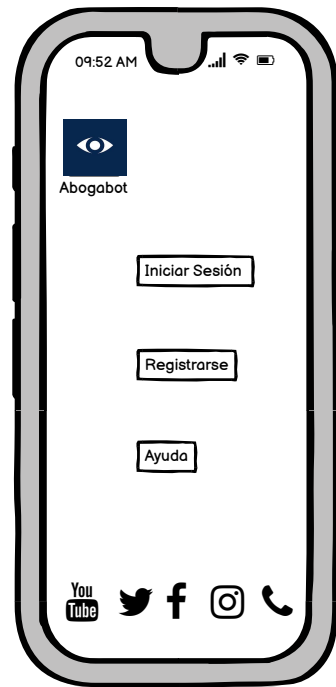 09:52 AM
Abogabot
Iniciar Sesión
Registrarse
Ayuda
You
Tube